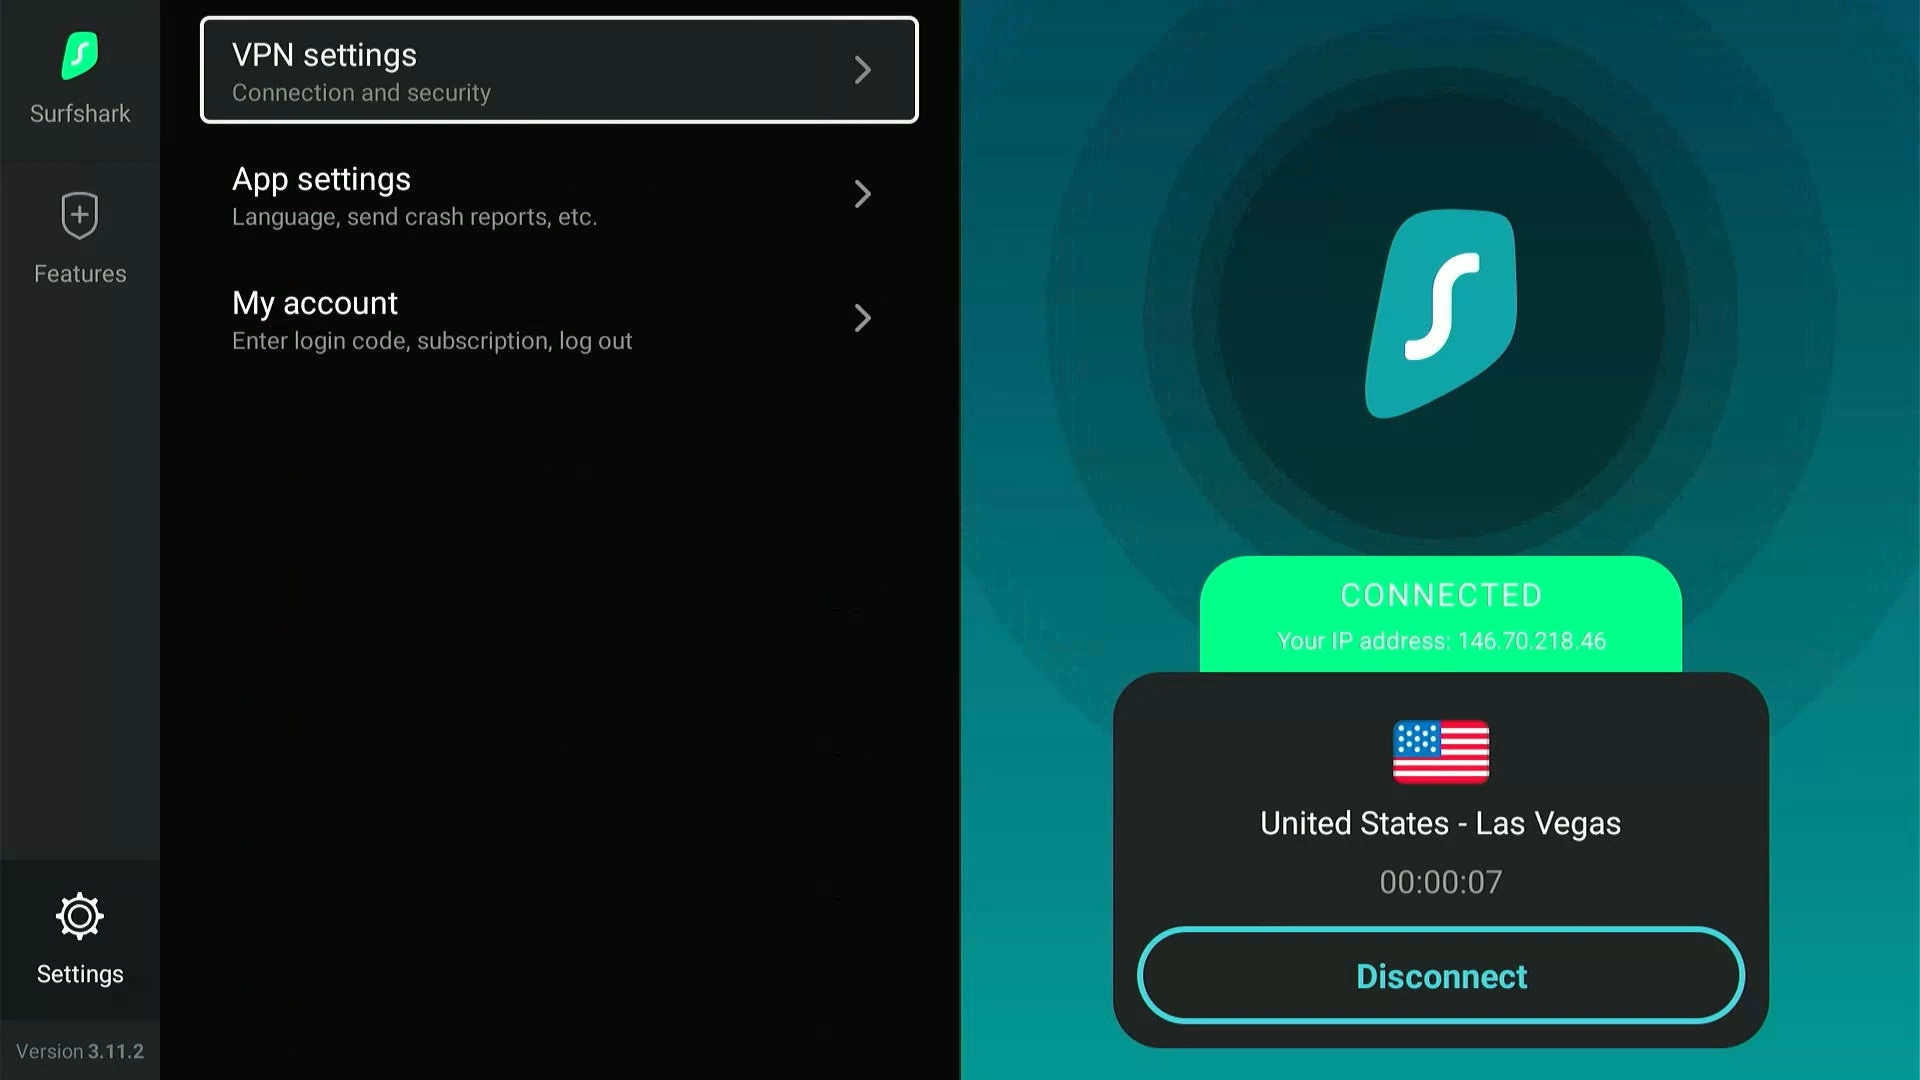 Surfshark
Features
Settings
Version 3.11.2
VPN settings
Connection and security
App settings
Language, send crash reports, etc.
My account
Enter login code, subscription, log out
CONNECTED
Your IP address: 146.70.218.46
United States - Las Vegas
00:00:07
Disconnect